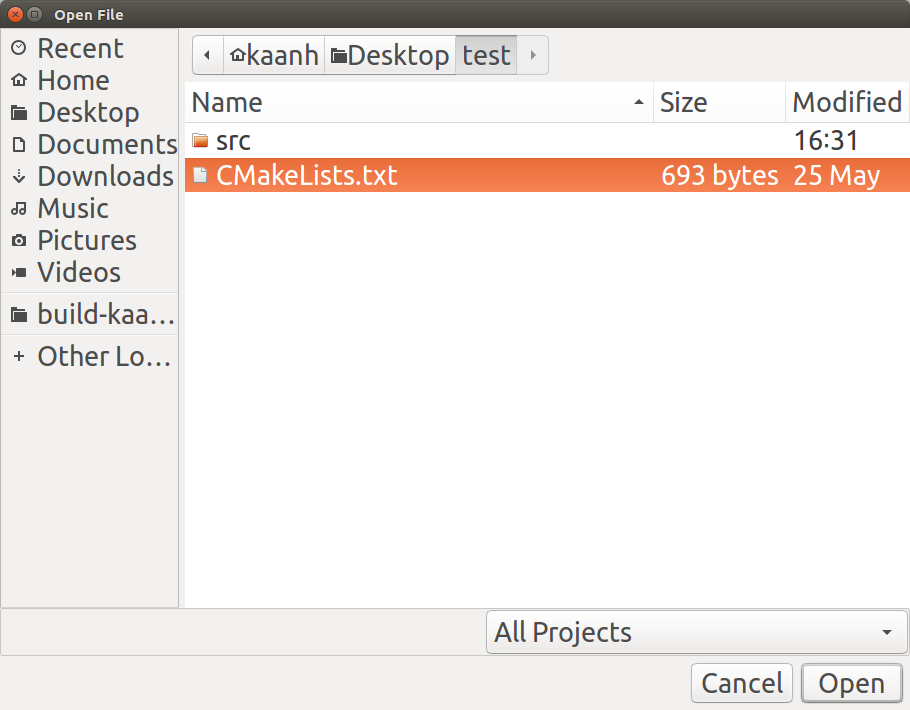 Open File
Recent
Home
Desktop
Documents
Downloads
Music
Pictures
Videos
build-kaa...
Other Lo...
kaanh Desktop test
Name Size Modified
src 16:31
CMakeLists.txt 693 bytes 25 May
All Projects
Cancel Open